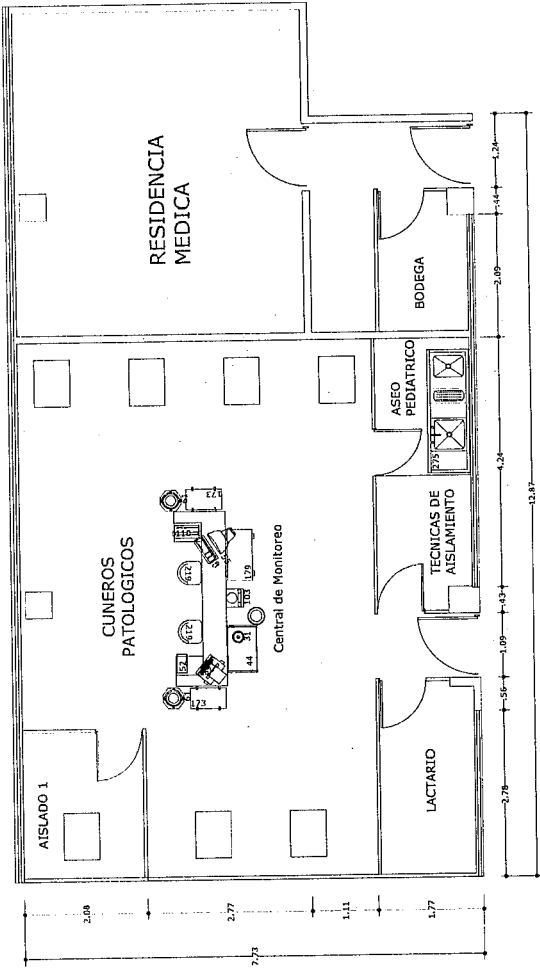 RESIDENCIA
MEDICA
BODEGA
CUNEROS
PATOLOGICOS
ASEO
PEDIATRICO
275
TECNICAS DE
AISLAMIENTO
173
110
219
219
52
173
179
103
31
44
Central de Monitoreo
AISLADO 1
LACTARIO
2.08
2.77
1.11
1.77
7.73
2.78
.56
1.09
.43
4.24
2.09
.44
1.24
12.87